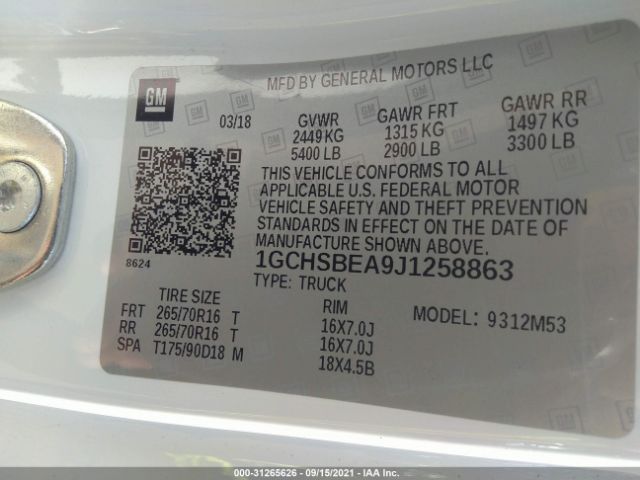 GM
MFD BY GENERAL MOTORS LLC
03/18
GVWR GAWR FRT GAWR RR
2449 KG 1315 KG 1497 KG
5400 LB 2900 LB 3300 LB
THIS VEHICLE CONFORMS TO ALL
APPLICABLE U.S. FEDERAL MOTOR
VEHICLE SAFETY AND THEFT PREVENTION
STANDARDS IN EFFECT ON THE DATE OF
MANUFACTURE SHOWN ABOVE.
8624
1GCHSBEA9J1258863
TYPE: TRUCK
TIRE SIZE RIM MODEL: 9312M53
FRT 265/70R16 T 16X7.0J
RR 265/70R16 T 16X7.0J
SPA T175/90D18 M 18X4.5B
000-31265626 - 09/15/2021 - IAA Inc.